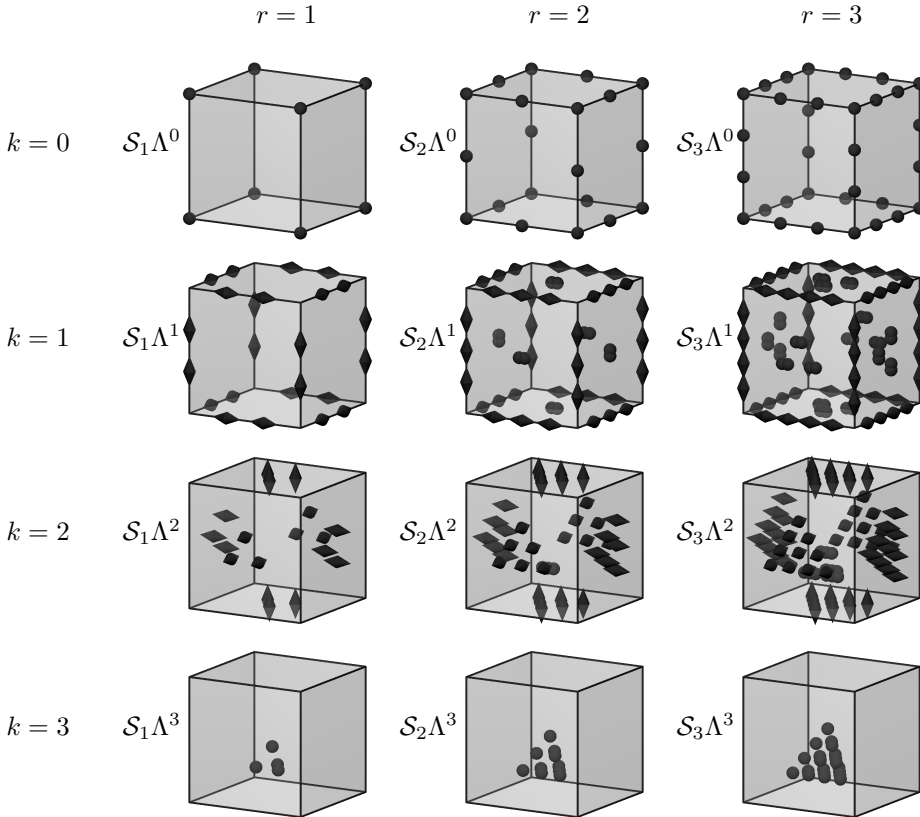 r = 1 r = 2 r = 3
k = 0 𝒮₁Λ⁰ 𝒮₂Λ⁰ 𝒮₃Λ⁰
k = 1 𝒮₁Λ¹ 𝒮₂Λ¹ 𝒮₃Λ¹
k = 2 𝒮₁Λ² 𝒮₂Λ² 𝒮₃Λ²
k = 3 𝒮₁Λ³ 𝒮₂Λ³ 𝒮₃Λ³